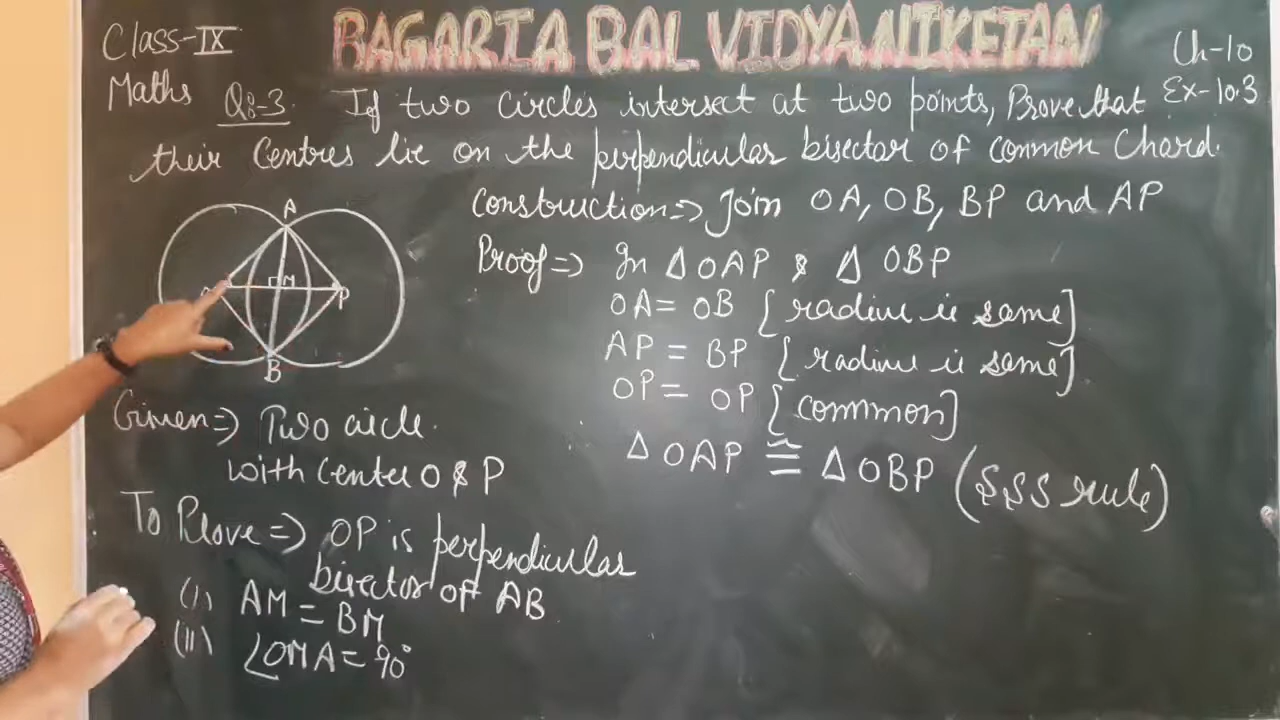 Class-IX
BAGARIA BAL VIDYA NIKETAN
Ch-10
Maths
Ex-10.3
Q:-3. If two circles intersect at two points, Prove that
their Centres lie on the perpendicular bisector of common Chord.
A
M
P
B
Given => Two circle.
with Center O & P
To Prove => OP is perpendicular
bisector of AB
(I) AM = BM
(II) ∠OMA = 90°
Construction => Join OA, OB, BP and AP
Proof => In Δ OAP & Δ OBP
OA = OB [radius is same]
AP = BP [radius is same]
OP = OP [common]
Δ OAP ≅ Δ OBP (SSS rule)